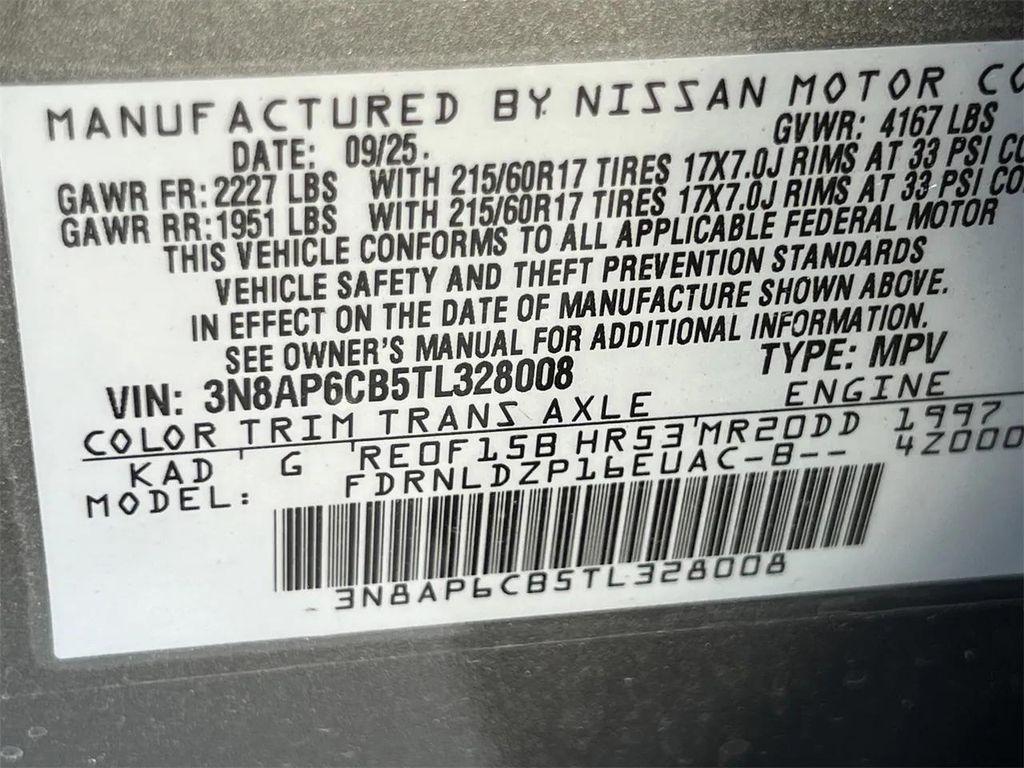 MANUFACTURED BY NISSAN MOTOR CO
DATE: 09/25. GVWR: 4167 LBS
GAWR FR: 2227 LBS WITH 215/60R17 TIRES 17X7.0J RIMS AT 33 PSI CO
GAWR RR: 1951 LBS WITH 215/60R17 TIRES 17X7.0J RIMS AT 33 PSI CO
THIS VEHICLE CONFORMS TO ALL APPLICABLE FEDERAL MOTOR
VEHICLE SAFETY AND THEFT PREVENTION STANDARDS
IN EFFECT ON THE DATE OF MANUFACTURE SHOWN ABOVE.
SEE OWNER'S MANUAL FOR ADDITIONAL INFORMATION.
VIN: 3N8AP6CB5TL328008 TYPE: MPV
COLOR TRIM TRANS AXLE ENGINE
KAD G RE0F15B HR53 MR20DD 1997
MODEL: FDRNLDZP16EUAC-B-- 4Z000
3N8AP6CB5TL328008